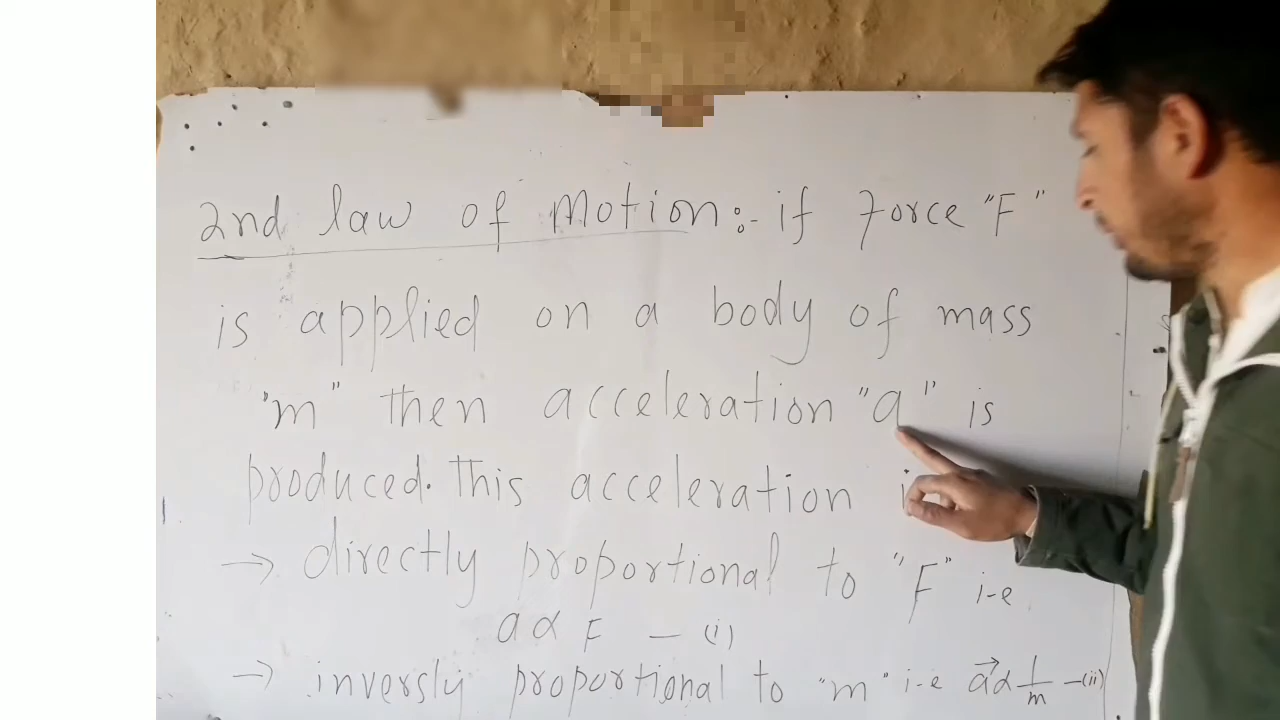 2nd law of Motion:- if Force "F"
is applied on a body of mass
"m" then acceleration "a" is
produced. This acceleration
→ directly proportional to "F" i-e
a ∝ F — (i)
→ inversly proportional to "m" i-e a⃗ ∝ 1/m —(ii)